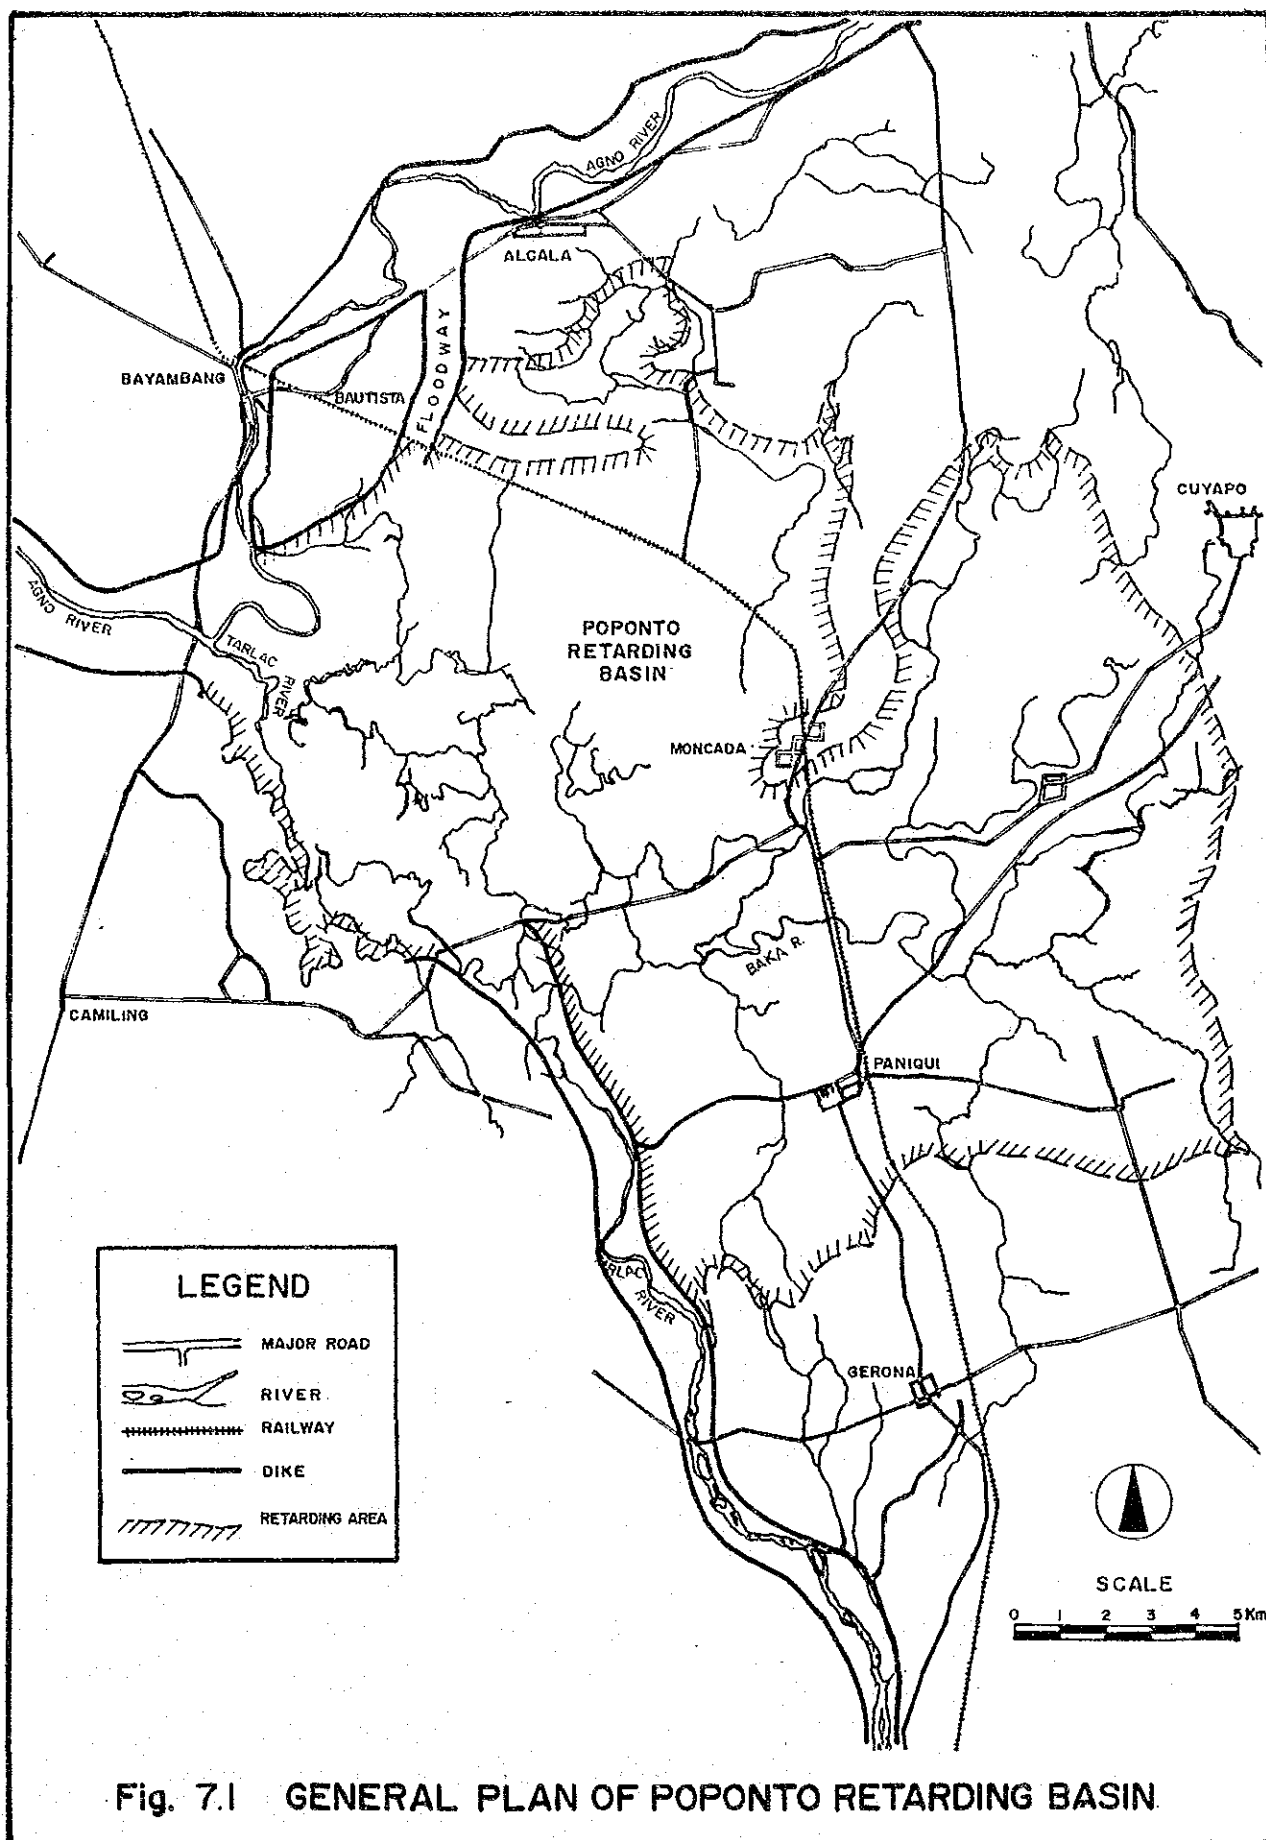 AGNO RIVER
ALCALA
FLOODWAY
BAYAMBANG
BAUTISTA
CUYAPO
AGNO RIVER
TARLAC
RIVER
POPONTO
RETARDING
BASIN
MONCADA
BAKA R.
CAMILING
PANIQUI
RLAC
RIVER
GERONA
LEGEND
MAJOR ROAD
RIVER
RAILWAY
DIKE
RETARDING AREA
SCALE
0 1 2 3 4 5 Km
Fig. 7.1 GENERAL PLAN OF POPONTO RETARDING BASIN